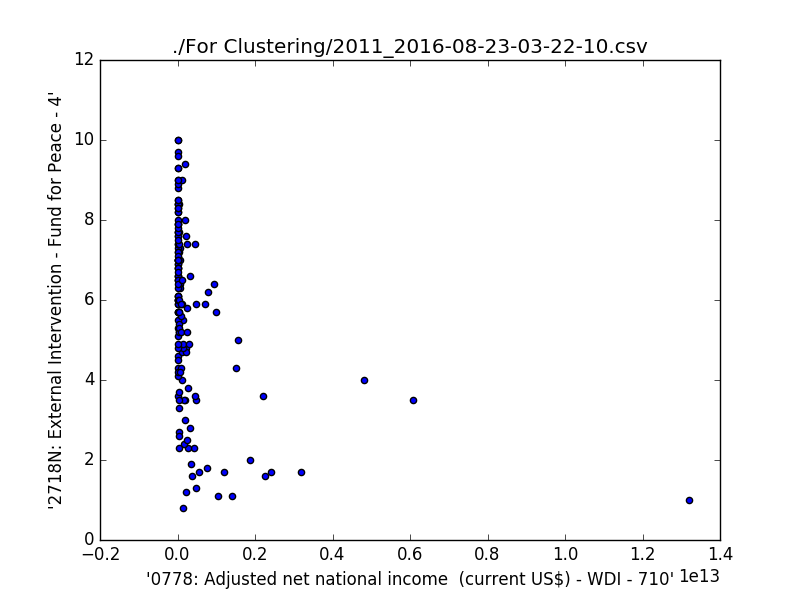 ./For Clustering/2011_2016-08-23-03-22-10.csv
'2718N: External Intervention - Fund for Peace - 4'
12
10
8
6
4
2
0
−0.2 0.0 0.2 0.4 0.6 0.8 1.0 1.2 1.4
1e13
'0778: Adjusted net national income  (current US$) - WDI - 710'